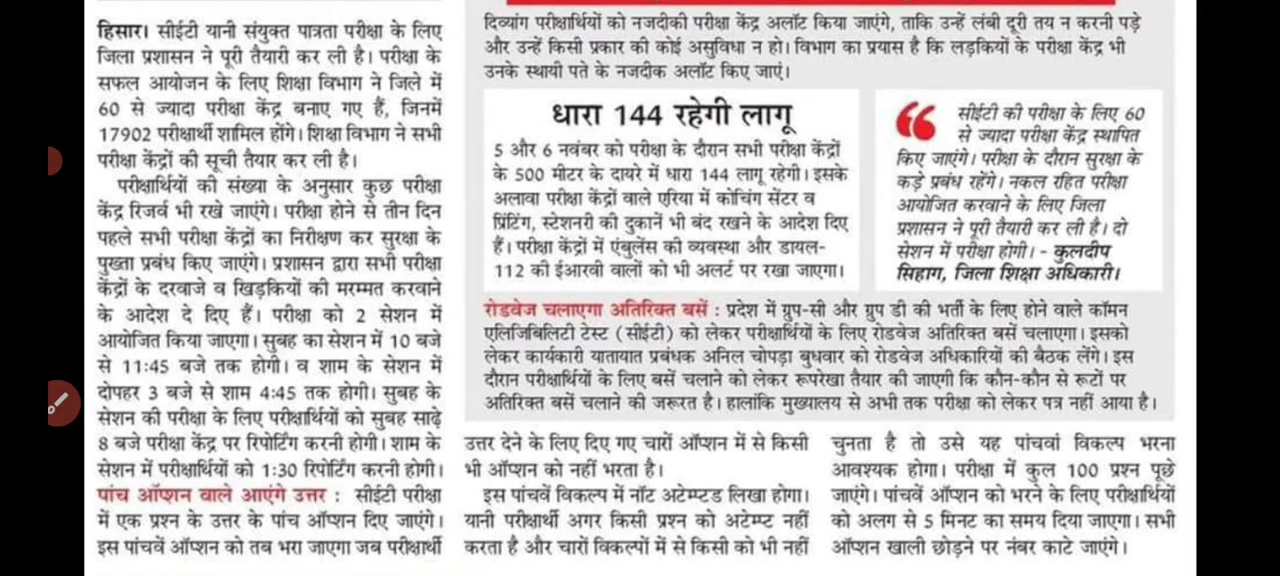 हिसार। सीईटी यानी संयुक्त पात्रता परीक्षा के लिए
जिला प्रशासन ने पूरी तैयारी कर ली है। परीक्षा के
सफल आयोजन के लिए शिक्षा विभाग ने जिले में
60 से ज्यादा परीक्षा केंद्र बनाए गए हैं, जिनमें
17902 परीक्षार्थी शामिल होंगे। शिक्षा विभाग ने सभी
परीक्षा केंद्रों की सूची तैयार कर ली है।
परीक्षार्थियों की संख्या के अनुसार कुछ परीक्षा
केंद्र रिजर्व भी रखे जाएंगे। परीक्षा होने से तीन दिन
पहले सभी परीक्षा केंद्रों का निरीक्षण कर सुरक्षा के
पुख्ता प्रबंध किए जाएंगे। प्रशासन द्वारा सभी परीक्षा
केंद्रों के दरवाजे व खिड़कियों की मरम्मत करवाने
के आदेश दे दिए हैं। परीक्षा को 2 सेशन में
आयोजित किया जाएगा। सुबह का सेशन में 10 बजे
से 11:45 बजे तक होगी। व शाम के सेशन में
दोपहर 3 बजे से शाम 4:45 तक होगी। सुबह के
सेशन की परीक्षा के लिए परीक्षार्थियों को सुबह साढ़े
8 बजे परीक्षा केंद्र पर रिपोर्टिंग करनी होगी। शाम के
सेशन में परीक्षार्थियों को 1:30 रिपोर्टिंग करनी होगी।
पांच ऑप्शन वाले आएंगे उत्तर : सीईटी परीक्षा
में एक प्रश्न के उत्तर के पांच ऑप्शन दिए जाएंगे।
इस पांचवें ऑप्शन को तब भरा जाएगा जब परीक्षार्थी
दिव्यांग परीक्षार्थियों को नजदीकी परीक्षा केंद्र अलॉट किया जाएंगे, ताकि उन्हें लंबी दूरी तय न करनी पड़े
और उन्हें किसी प्रकार की कोई असुविधा न हो। विभाग का प्रयास है कि लड़कियों के परीक्षा केंद्र भी
उनके स्थायी पते के नजदीक अलॉट किए जाएं।
धारा 144 रहेगी लागू
5 और 6 नवंबर को परीक्षा के दौरान सभी परीक्षा केंद्रों
के 500 मीटर के दायरे में धारा 144 लागू रहेगी। इसके
अलावा परीक्षा केंद्रों वाले एरिया में कोचिंग सेंटर व
प्रिंटिंग, स्टेशनरी की दुकानें भी बंद रखने के आदेश दिए
हैं। परीक्षा केंद्रों में एंबुलेंस की व्यवस्था और डायल-
112 की ईआरवी वालों को भी अलर्ट पर रखा जाएगा।
“ सीईटी की परीक्षा के लिए 60
से ज्यादा परीक्षा केंद्र स्थापित
किए जाएंगे। परीक्षा के दौरान सुरक्षा के
कड़े प्रबंध रहेंगे। नकल रहित परीक्षा
आयोजित करवाने के लिए जिला
प्रशासन ने पूरी तैयारी कर ली है। दो
सेशन में परीक्षा होगी। - कुलदीप
सिहाग, जिला शिक्षा अधिकारी।
रोडवेज चलाएगा अतिरिक्त बसें : प्रदेश में ग्रुप-सी और ग्रुप डी की भर्ती के लिए होने वाले कॉमन
एलिजिबिलिटी टेस्ट (सीईटी) को लेकर परीक्षार्थियों के लिए रोडवेज अतिरिक्त बसें चलाएगा। इसको
लेकर कार्यकारी यातायात प्रबंधक अनिल चोपड़ा बुधवार को रोडवेज अधिकारियों की बैठक लेंगे। इस
दौरान परीक्षार्थियों के लिए बसें चलाने को लेकर रूपरेखा तैयार की जाएगी कि कौन-कौन से रूटों पर
अतिरिक्त बसें चलाने की जरूरत है। हालांकि मुख्यालय से अभी तक परीक्षा को लेकर पत्र नहीं आया है।
उत्तर देने के लिए दिए गए चारों ऑप्शन में से किसी
भी ऑप्शन को नहीं भरता है।
इस पांचवें विकल्प में नॉट अटेम्प्टड लिखा होगा।
यानी परीक्षार्थी अगर किसी प्रश्न को अटेम्प्ट नहीं
करता है और चारों विकल्पों में से किसी को भी नहीं
चुनता है तो उसे यह पांचवां विकल्प भरना
आवश्यक होगा। परीक्षा में कुल 100 प्रश्न पूछे
जाएंगे। पांचवें ऑप्शन को भरने के लिए परीक्षार्थियों
को अलग से 5 मिनट का समय दिया जाएगा। सभी
ऑप्शन खाली छोड़ने पर नंबर काटे जाएंगे।